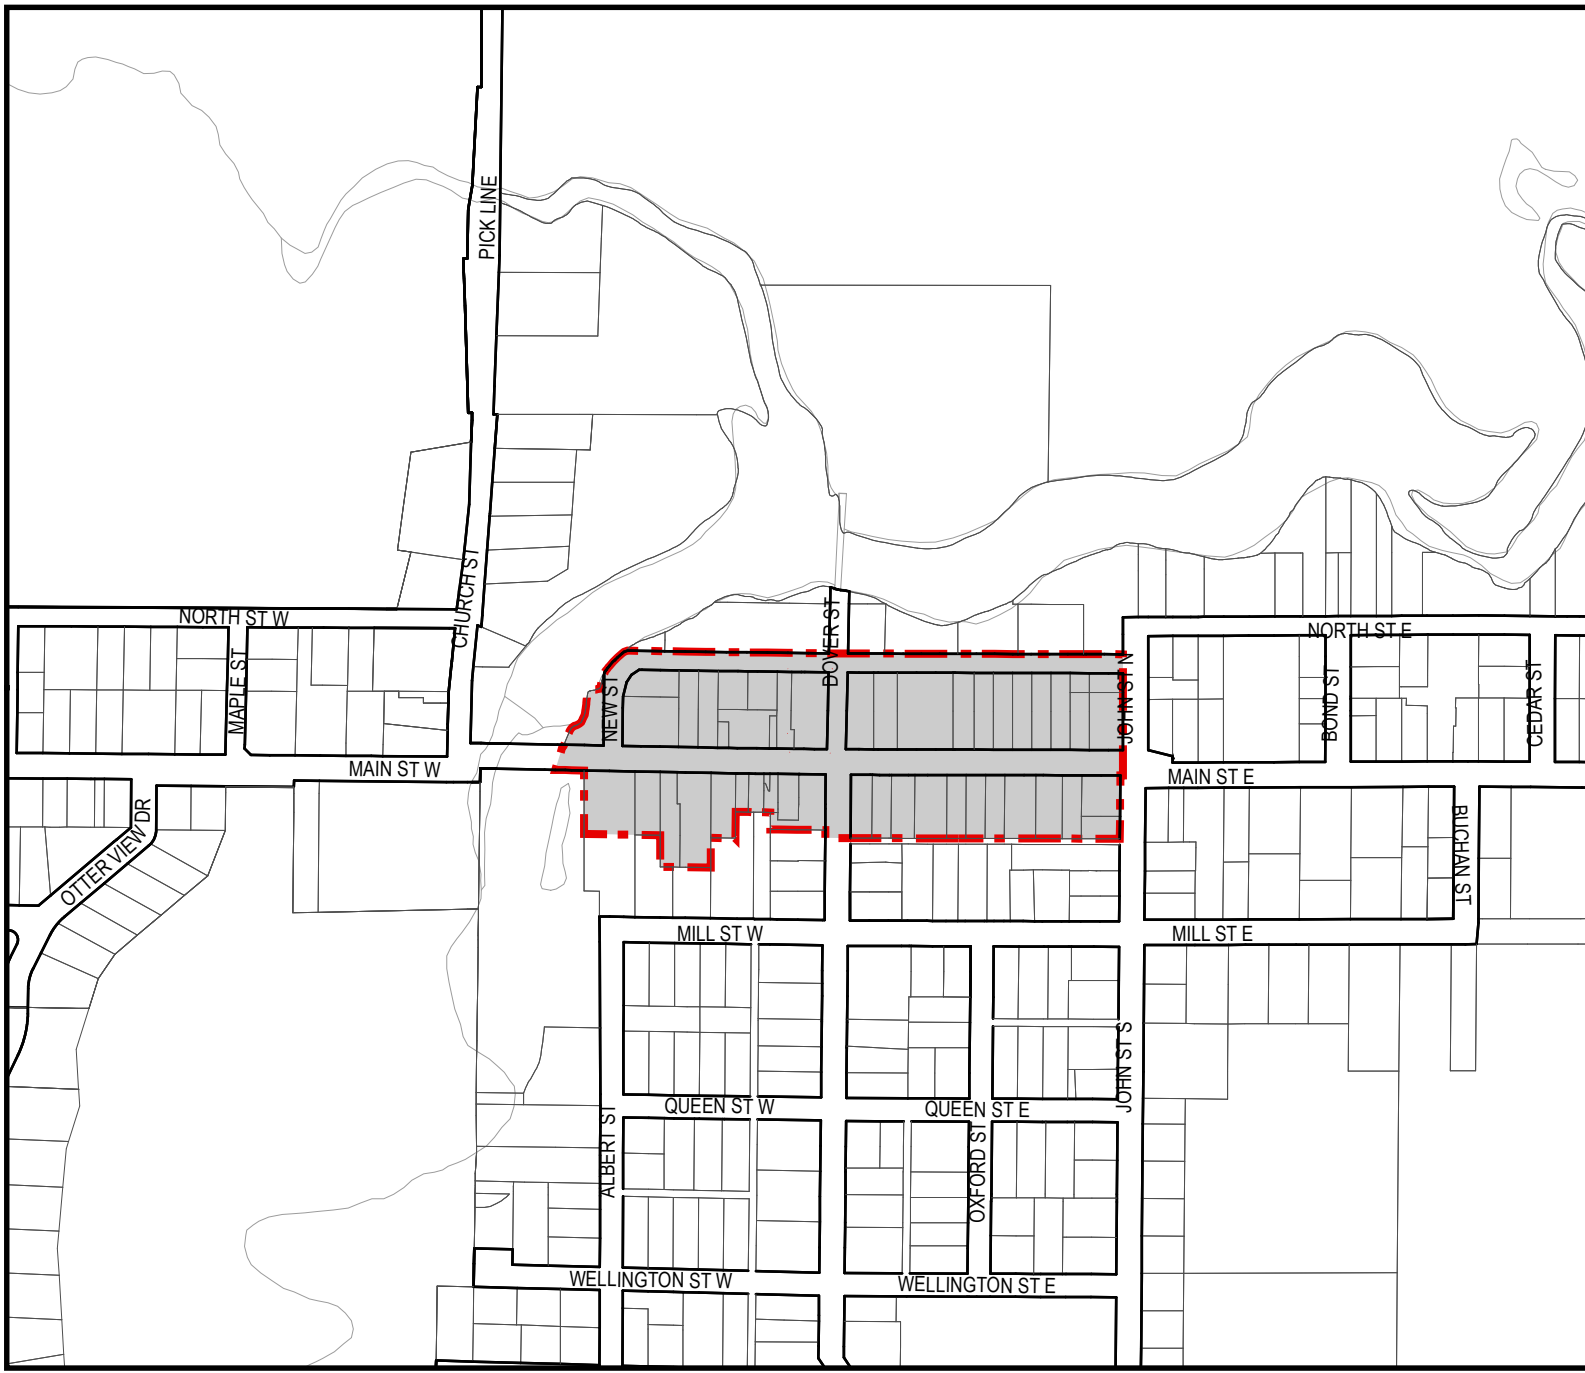 PICK LINE
CHURCH ST
NORTH ST W
NORTH ST E
MAPLE ST
NEW ST
DOVER ST
JOHN ST N
BOND ST
CEDAR ST
MAIN ST W
MAIN ST E
OTTER VIEW DR
BUCHAN ST
MILL ST W
MILL ST E
JOHN ST S
QUEEN ST W
QUEEN ST E
ALBERT ST
OXFORD ST
WELLINGTON ST W
WELLINGTON ST E